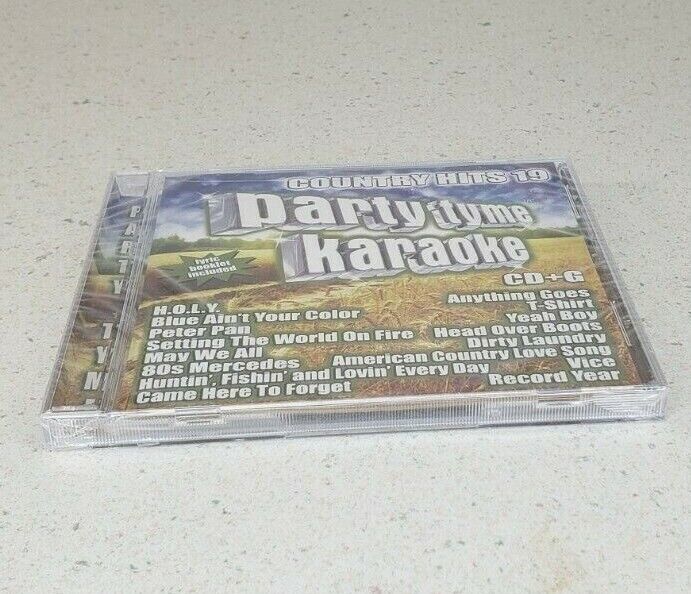 COUNTRY HITS 19
party tyme
karaoke
CD+G
lyric
booklet
included
H.O.L.Y.
Blue Ain't Your Color
Peter Pan
Setting The World On Fire
May We All
80s Mercedes
Huntin', Fishin' and Lovin' Every Day
Came Here To Forget
Anything Goes
T-Shirt
Yeah Boy
Head Over Boots
Dirty Laundry
American Country Love Song
Vice
Record Year
PARTY TYM